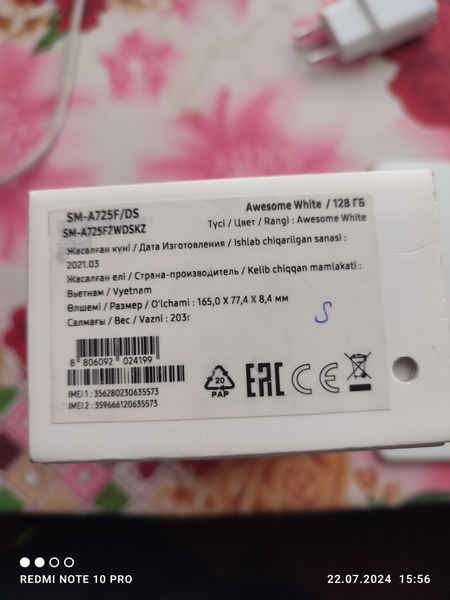 SM-A725F/DS
Awesome White / 128 ГБ
SM-A725FZWDSKZ
Түсі / Цвет / Rangi : Awesome White
Жасалған күні / Дата Изготовления / Ishlab chiqarilgan sanasi :
2021.03
Жасалған елі / Страна-производитель / Kelib chiqqan mamlakati :
Вьетнам / Vyetnam
Өлшемі / Размер / O'lchami : 165,0 X 77,4 X 8,4 мм
Салмағы / Вес / Vazni : 203г
S
8 806092 024199
IMEI 1 : 356280230635573
IMEI 2 : 359666120635573
20
PAP
EAC
CE
REDMI NOTE 10 PRO
22.07.2024 15:56